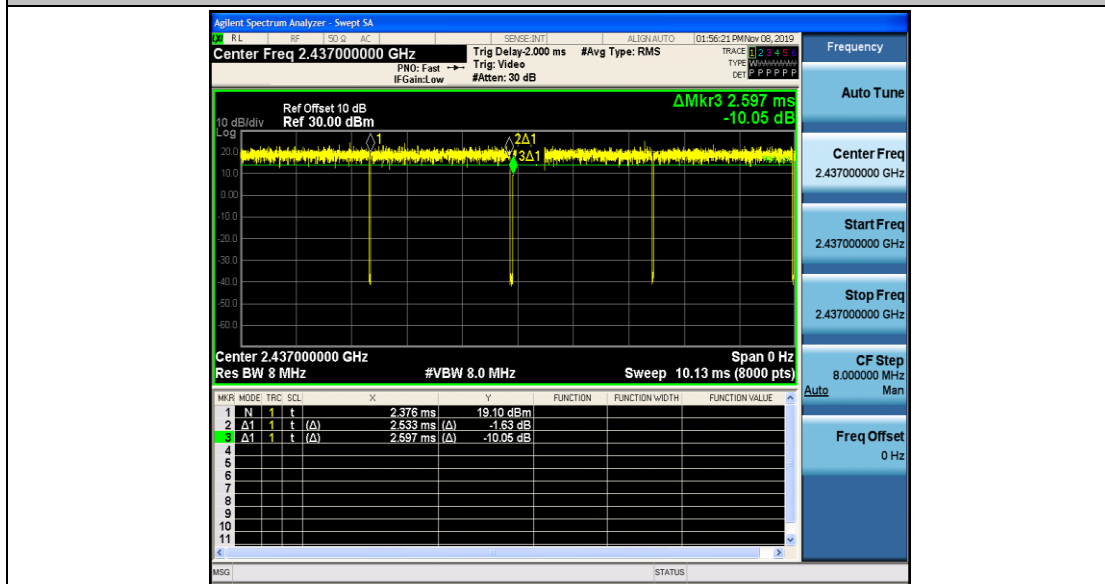 Agilent Spectrum Analyzer - Swept SA
RL RF 50 Ω AC SENSE:INT ALIGN AUTO 01:56:21 PM Nov 08, 2019
Center Freq 2.437000000 GHz
PNO: Fast
IFGain:Low
Trig Delay-2.000 ms
Trig: Video
#Atten: 30 dB
#Avg Type: RMS
TRACE 1 2 3 4 5 6
TYPE
DET P P P P P P
ΔMkr3 2.597 ms
-10.05 dB
Ref Offset 10 dB
10 dB/div Ref 30.00 dBm
Log
1
2Δ1
3Δ1
20.0
10.0
0.00
-10.0
-20.0
-30.0
-40.0
-50.0
-60.0
Center 2.437000000 GHz Span 0 Hz
Res BW 8 MHz #VBW 8.0 MHz Sweep 10.13 ms (8000 pts)
MKR MODE TRC SCL X Y FUNCTION FUNCTION WIDTH FUNCTION VALUE
1 N 1 t 2.376 ms 19.10 dBm
2 Δ1 1 t (Δ) 2.533 ms (Δ) -1.63 dB
3 Δ1 1 t (Δ) 2.597 ms (Δ) -10.05 dB
4
5
6
7
8
9
10
11
MSG STATUS
Frequency
Auto Tune
Center Freq
2.437000000 GHz
Start Freq
2.437000000 GHz
Stop Freq
2.437000000 GHz
CF Step
8.000000 MHz
Auto Man
Freq Offset
0 Hz